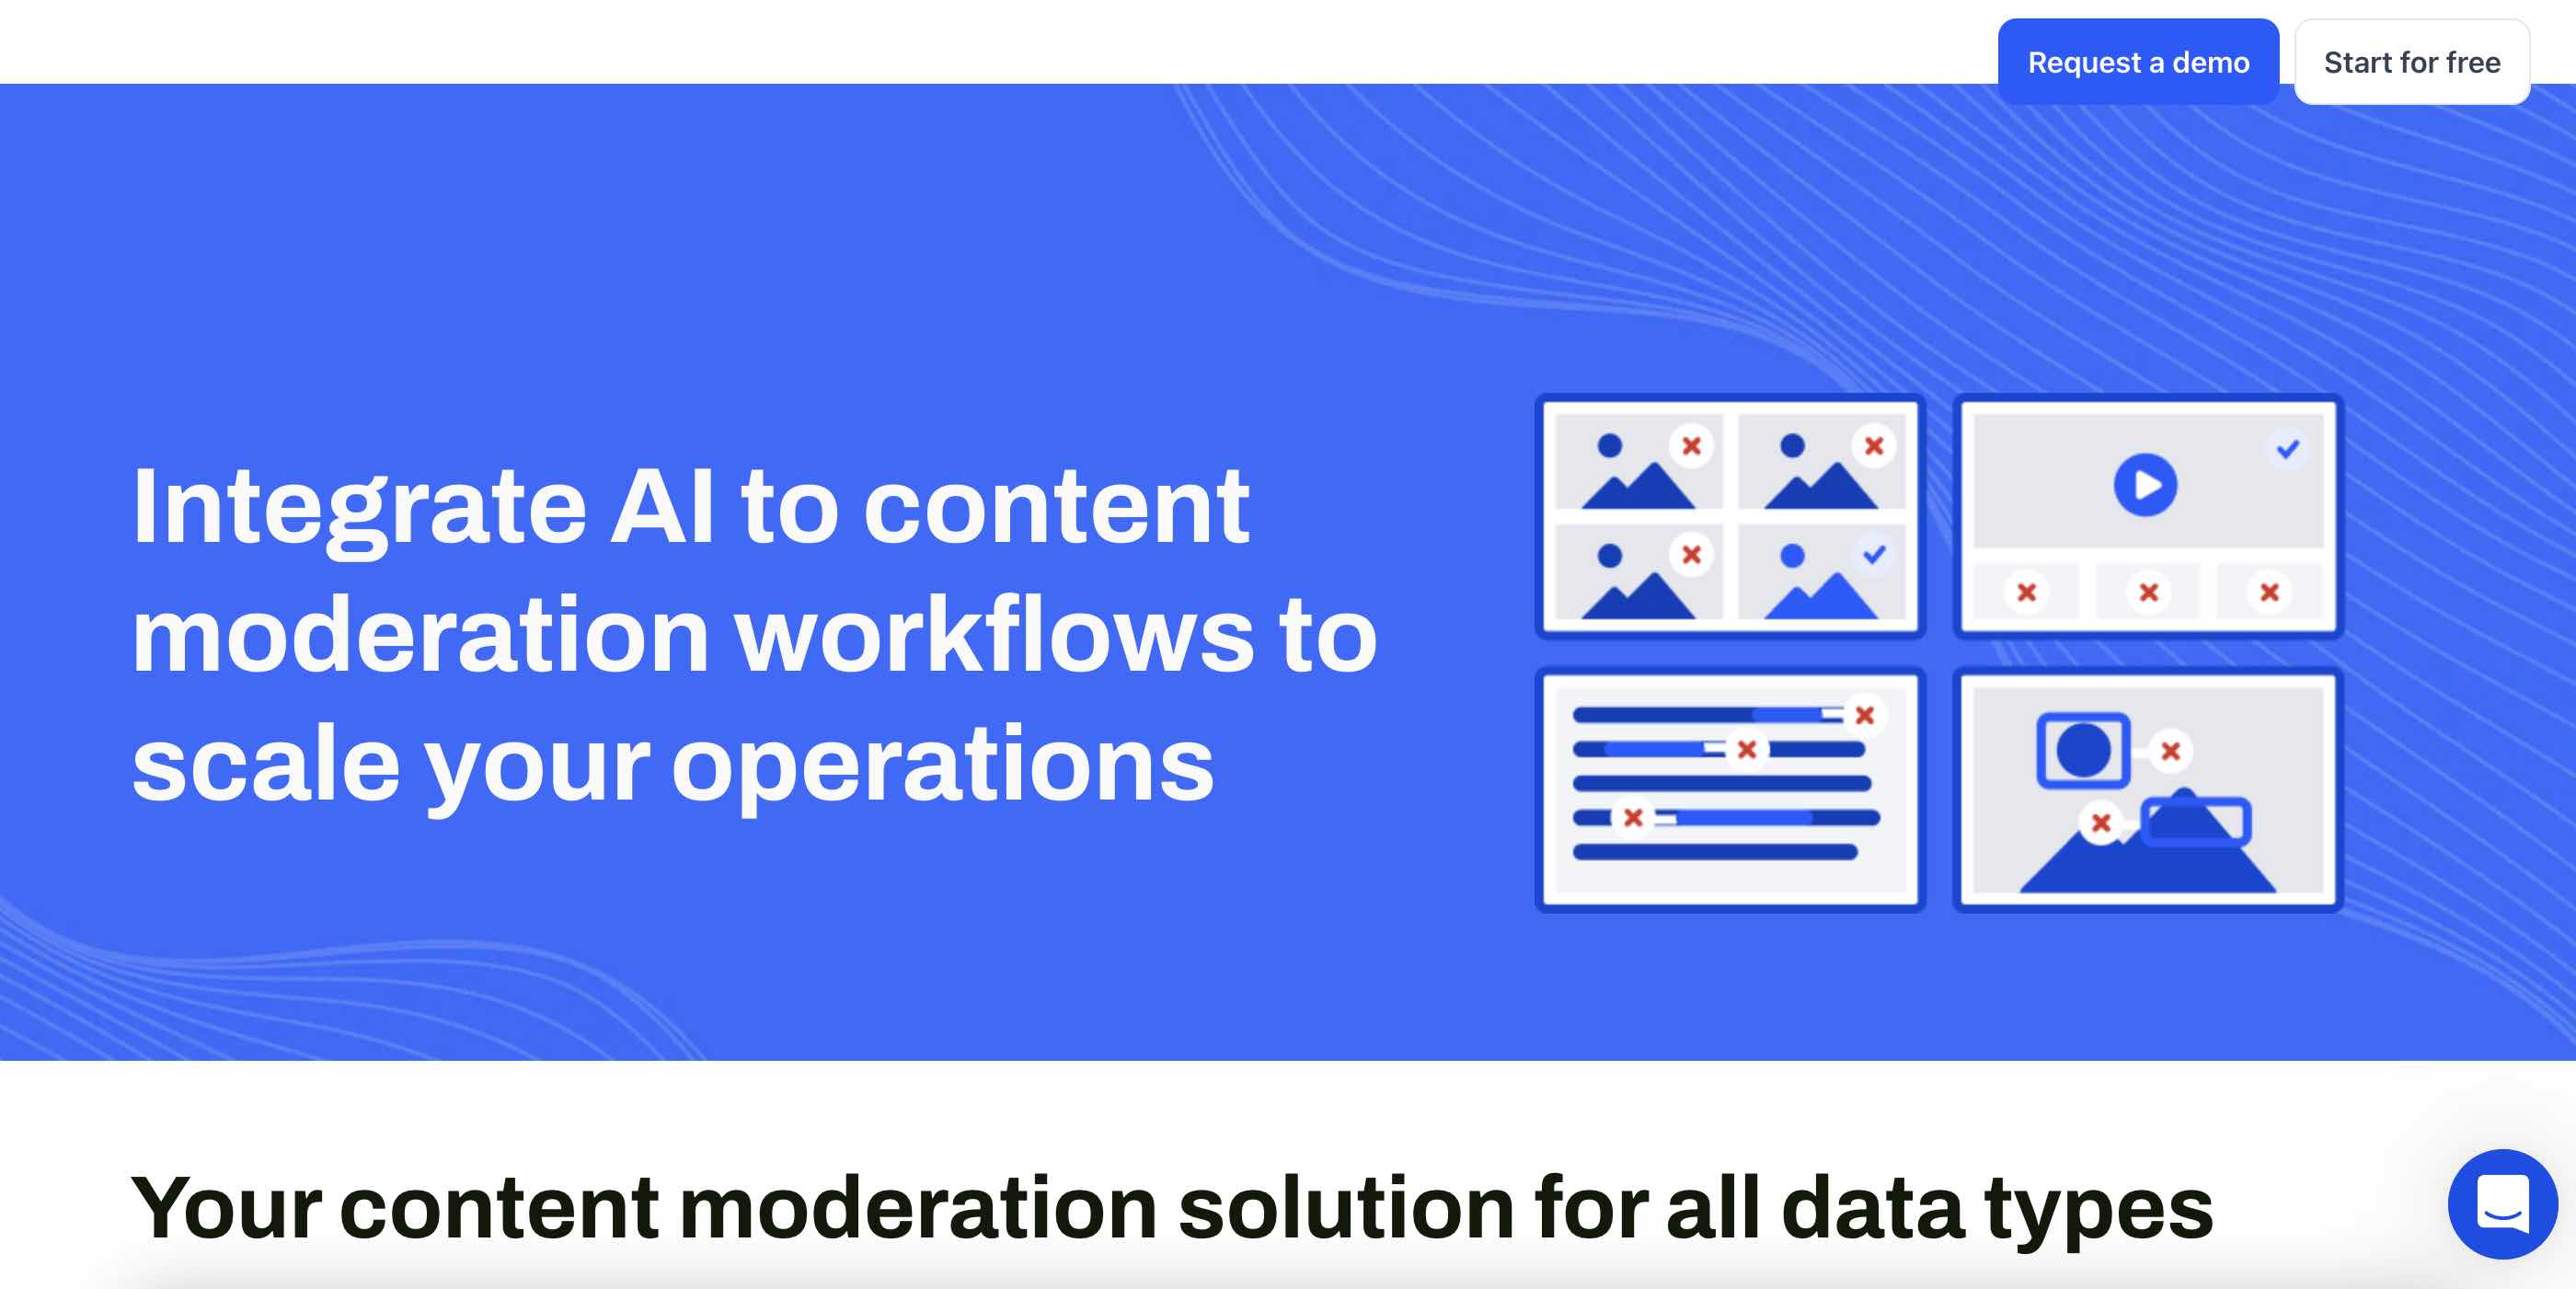 Request a demo
Start for free
Integrate AI to content
moderation workflows to
scale your operations
Your content moderation solution for all data types